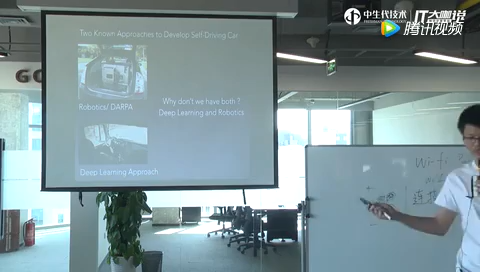 中生代技术
IT大咖说
腾讯视频
GO
Two Known Approaches to Develop Self-Driving Car
Robotics/ DARPA
Why don't we have both ?
Deep Learning and Robotics
Deep Learning Approach
Wi-Fi